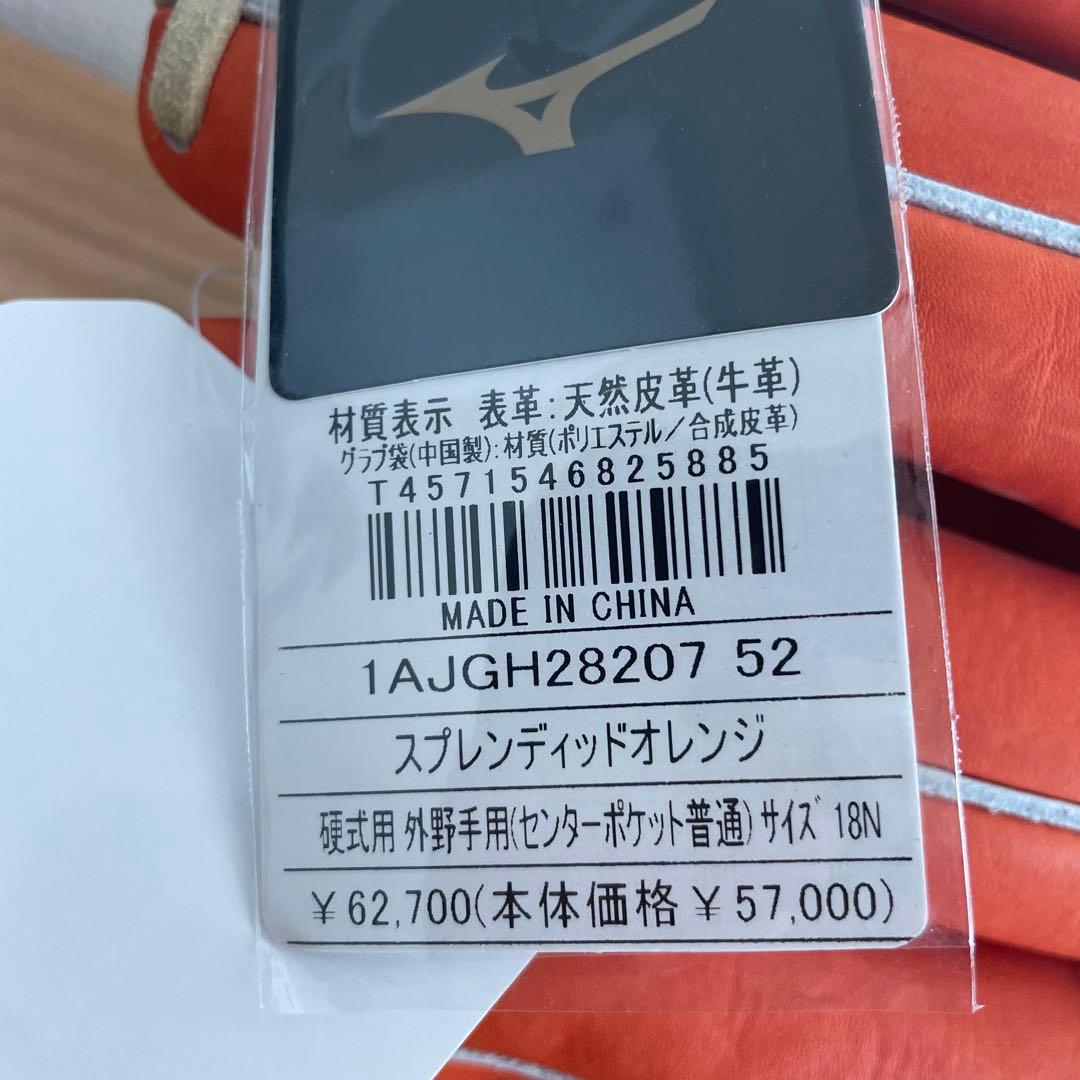 材質表示 表革:天然皮革(牛革)
グラブ袋(中国製):材質(ポリエステル/合成皮革)
T4571546825885
MADE IN CHINA
1AJGH28207 52
スプレンディッドオレンジ
硬式用 外野手用(センターポケット普通) サイズ 18N
¥62,700(本体価格¥57,000)